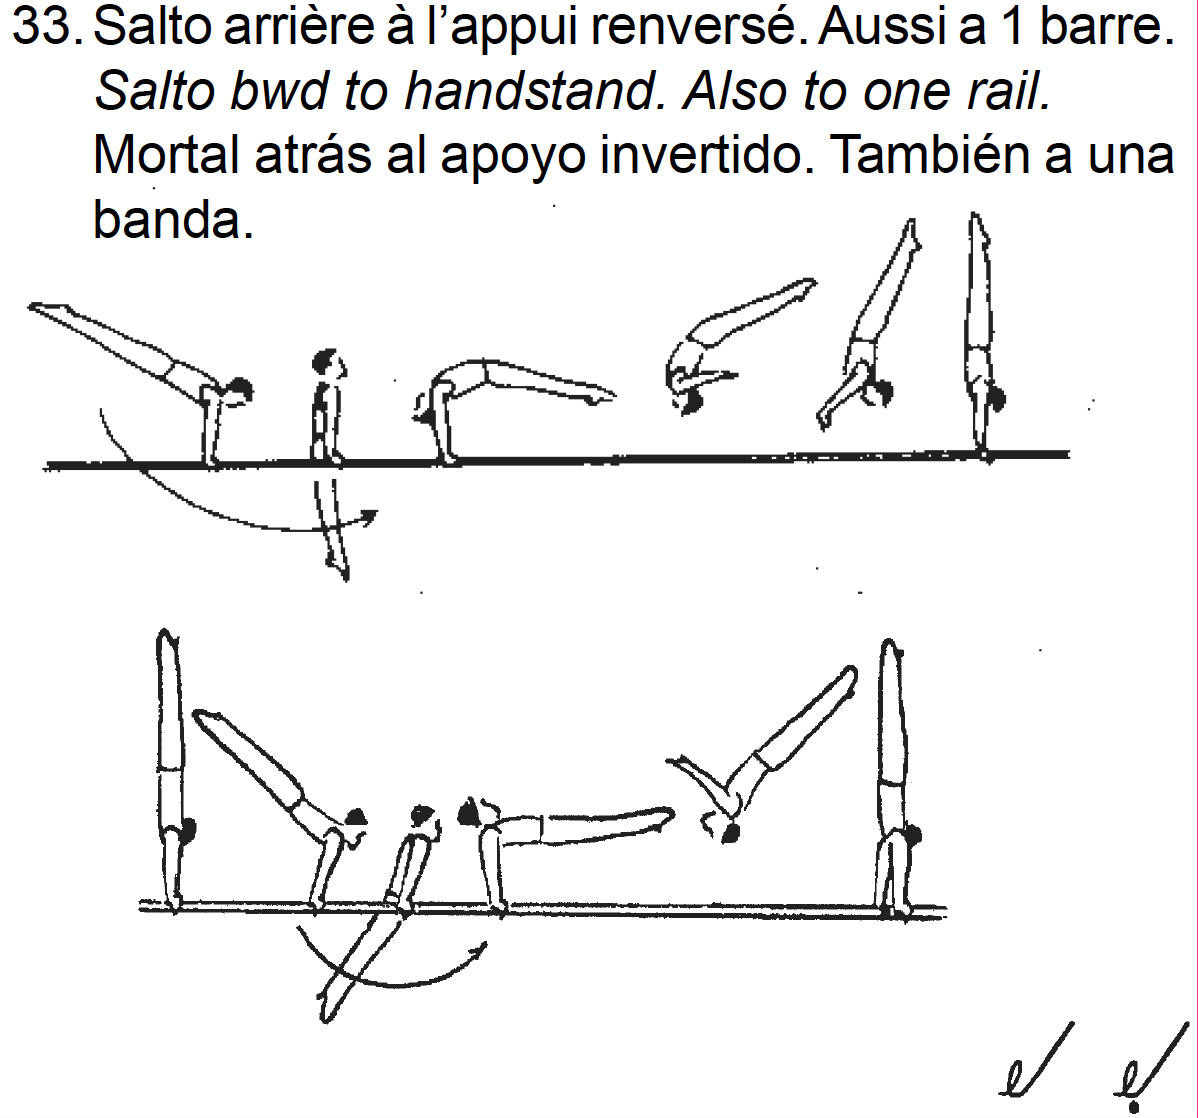 33. Salto arrière à l’appui renversé. Aussi a 1 barre.
Salto bwd to handstand. Also to one rail.
Mortal atrás al apoyo invertido. También a una
banda.